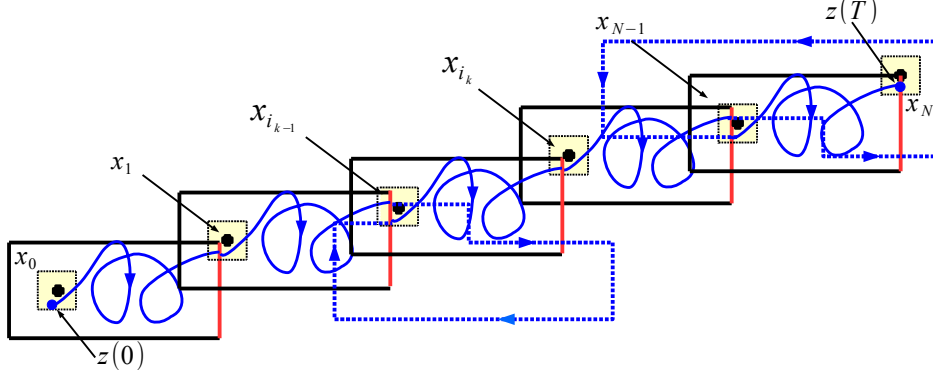 z(T)
x_{N-1}
x_{i_k}
x_N
x_{i_{k-1}}
x_1
x_0
z(0)